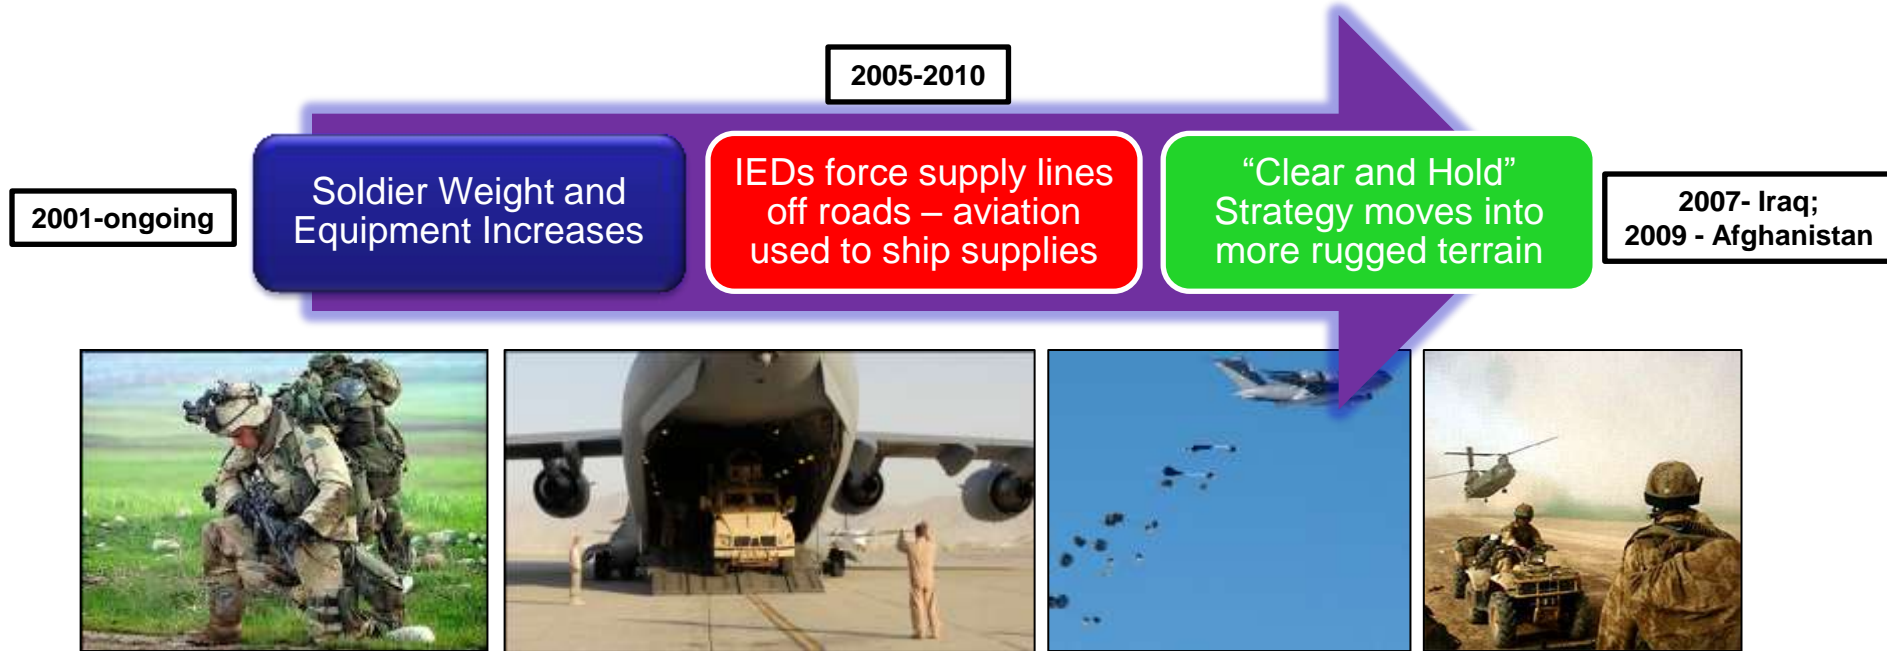 2005-2010
2001-ongoing
Soldier Weight and
Equipment Increases
IEDs force supply lines
off roads – aviation
used to ship supplies
“Clear and Hold”
Strategy moves into
more rugged terrain
2007- Iraq;
2009 - Afghanistan